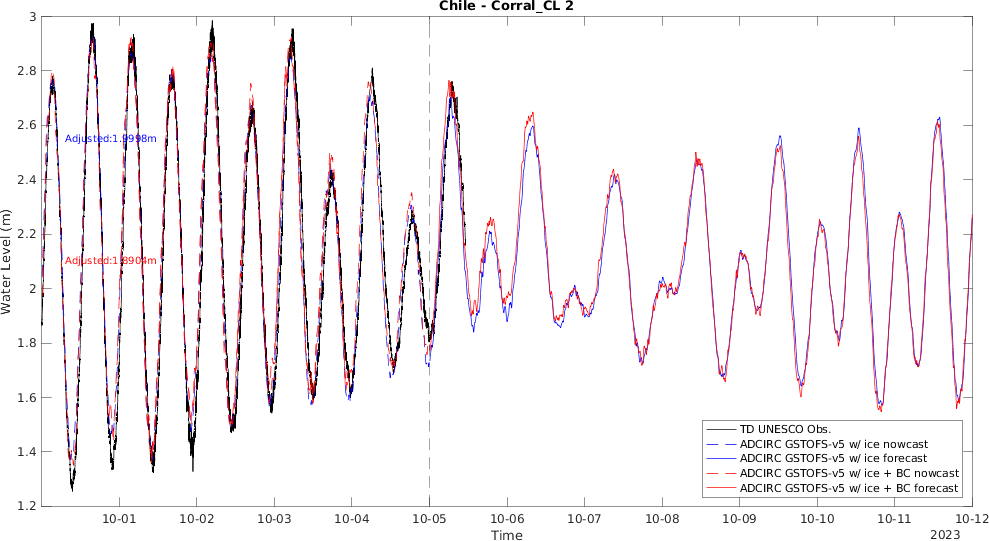 Chile - Corral_CL 2
3
2.8
2.6
2.4
2.2
2
1.8
1.6
1.4
1.2
Water Level (m)
Adjusted:1.9998m
Adjusted:1.8904m
10-01
10-02
10-03
10-04
10-05
10-06
10-07
10-08
10-09
10-10
10-11
10-12
2023
Time
TD UNESCO Obs.
ADCIRC GSTOFS-v5 w/ ice nowcast
ADCIRC GSTOFS-v5 w/ ice forecast
ADCIRC GSTOFS-v5 w/ ice + BC nowcast
ADCIRC GSTOFS-v5 w/ ice + BC forecast